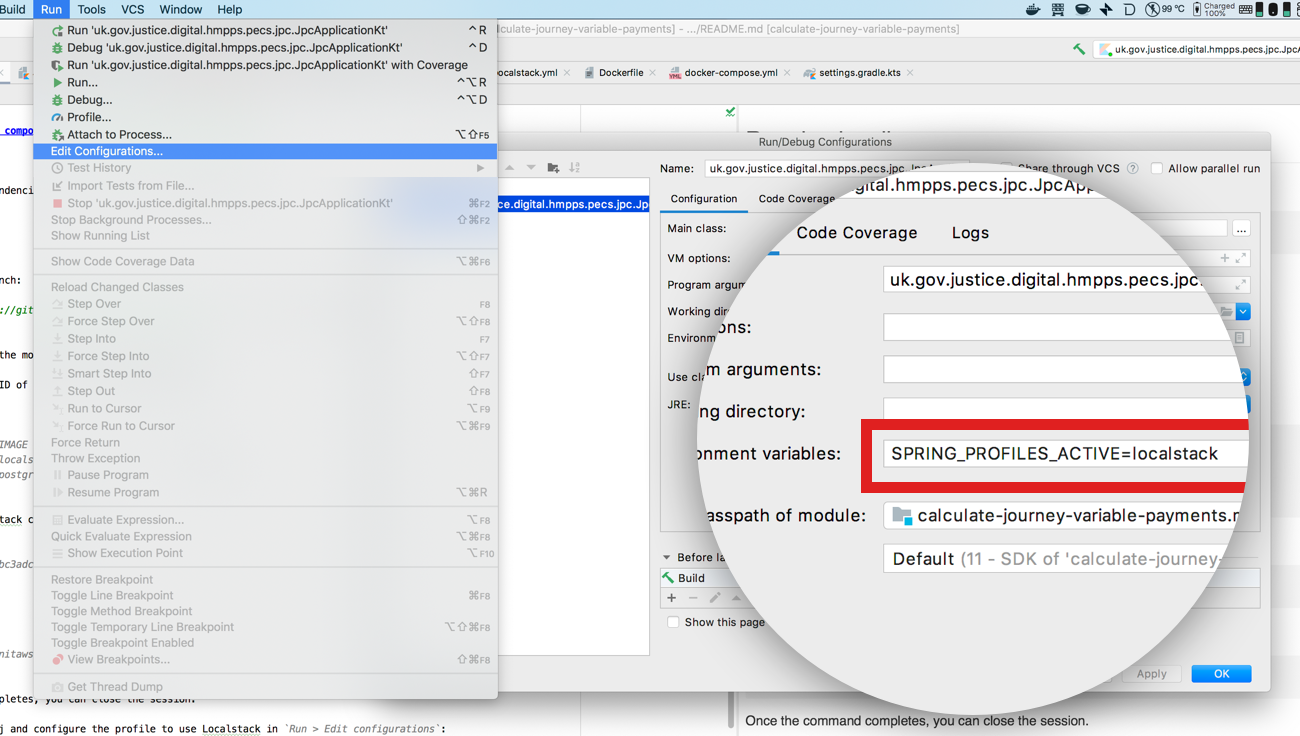 Build Run Tools VCS Window Help 99 °C Charged 100%
calculate-journey-variable-payments] – .../README.md [calculate-journey-variable-payments]
uk.gov.justice.digital.hmpps.pecs.jpc.JpcA
Run 'uk.gov.justice.digital.hmpps.pecs.jpc.JpcApplicationKt' ^R
Debug 'uk.gov.justice.digital.hmpps.pecs.jpc.JpcApplicationKt' ^D
Run 'uk.gov.justice.digital.hmpps.pecs.jpc.JpcApplicationKt' with Coverage
Run... ^⌥R
Debug... ^⌥D
Profile...
Attach to Process... ⌥⇧F5
Edit Configurations...
Test History
Import Tests from File...
Stop 'uk.gov.justice.digital.hmpps.pecs.jpc.JpcApplicationKt' ⌘F2
Stop Background Processes... ⇧⌘F2
Show Running List
Show Code Coverage Data ⌥⌘F6
Reload Changed Classes
Step Over F8
Force Step Over ⌥⇧F8
Step Into F7
Force Step Into ⌥⇧F7
Smart Step Into ⇧F7
Step Out ⇧F8
Run to Cursor ⌥F9
Force Run to Cursor ⌥⌘F9
Force Return
Throw Exception
Pause Program
Resume Program ⌥⌘R
Evaluate Expression... ⌥F8
Quick Evaluate Expression ⌥⌘F8
Show Execution Point ⌥F10
Restore Breakpoint
Toggle Line Breakpoint ⌘F8
Toggle Method Breakpoint
Toggle Temporary Line Breakpoint ⌥⇧⌘F8
Toggle Breakpoint Enabled
View Breakpoints... ⇧⌘F8
Get Thread Dump
ocalstack.yml Dockerfile docker-compose.yml settings.gradle.kts
compo
ndenci
nch:
://git
the mo
ID of
IMAGE
locals
postgr
tack c
bc3adc
nitaws
pletes, you can close the session.
j and configure the profile to use Localstack in `Run > Edit configurations`:
Run/Debug Configurations
ce.digital.hmpps.pecs.jpc.Jp
Name: uk.gov.justice.digital.hmpps.pecs.jpc. Share through VCS Allow parallel run
Configuration Code Coverage
Main class: ...
VM options:
Program argum
Working dir
Environm
Use cla
JRE:
Before la
Build
Show this page
Apply OK
gital.hmpps.pecs.jpc.JpcApp
Code Coverage Logs
uk.gov.justice.digital.hmpps.pecs.jpc.
ons:
m arguments:
ng directory:
onment variables: SPRING_PROFILES_ACTIVE=localstack
asspath of module: calculate-journey-variable-payments.m
Default (11 - SDK of 'calculate-journey-
Once the command completes, you can close the session.